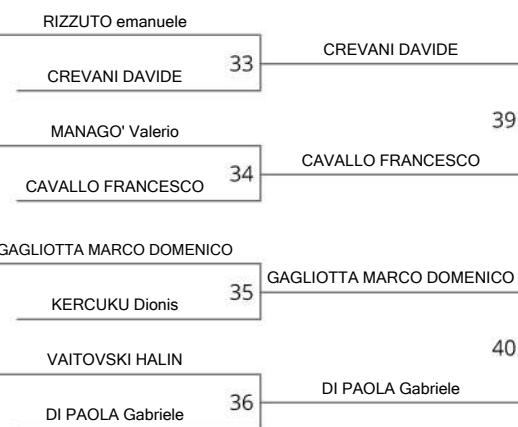 RIZZUTO emanuele
CREVANI DAVIDE
33
CREVANI DAVIDE
39
MANAGO' Valerio
CAVALLO FRANCESCO
34
CAVALLO FRANCESCO
GAGLIOTTA MARCO DOMENICO
KERCUKU Dionis
35
GAGLIOTTA MARCO DOMENICO
40
VAITOVSKI HALIN
DI PAOLA Gabriele
36
DI PAOLA Gabriele